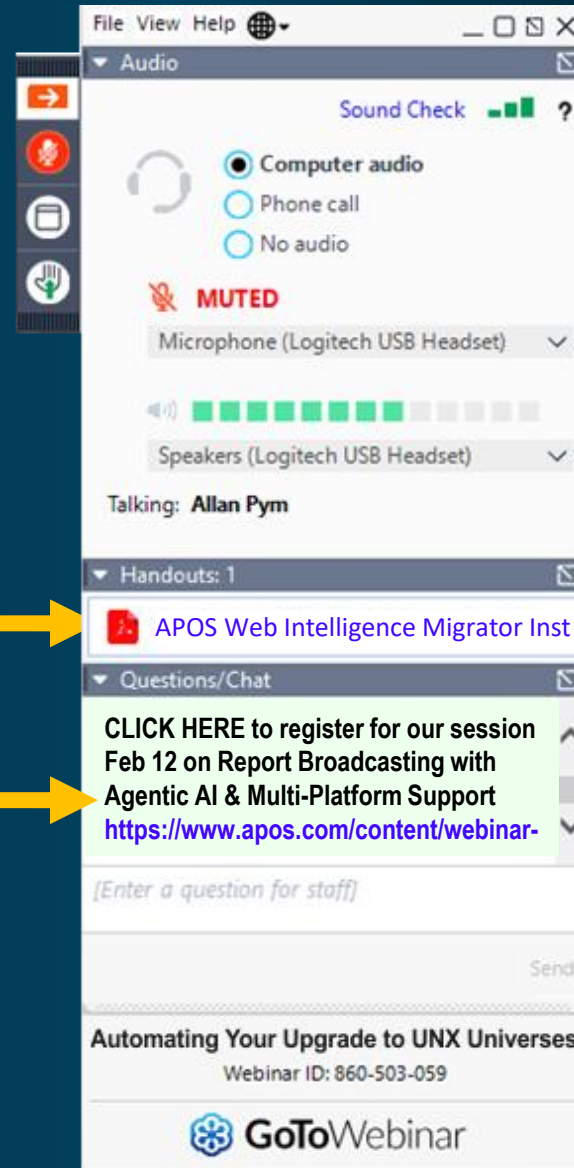 File View Help
Audio
Sound Check ?
Computer audio
Phone call
No audio
MUTED
Microphone (Logitech USB Headset)
Speakers (Logitech USB Headset)
Talking: Allan Pym
Handouts: 1
APOS Web Intelligence Migrator Inst
Questions/Chat
CLICK HERE to register for our session
Feb 12 on Report Broadcasting with
Agentic AI & Multi-Platform Support
https://www.apos.com/content/webinar-
[Enter a question for staff]
Send
Automating Your Upgrade to UNX Universes
Webinar ID: 860-503-059
GoToWebinar